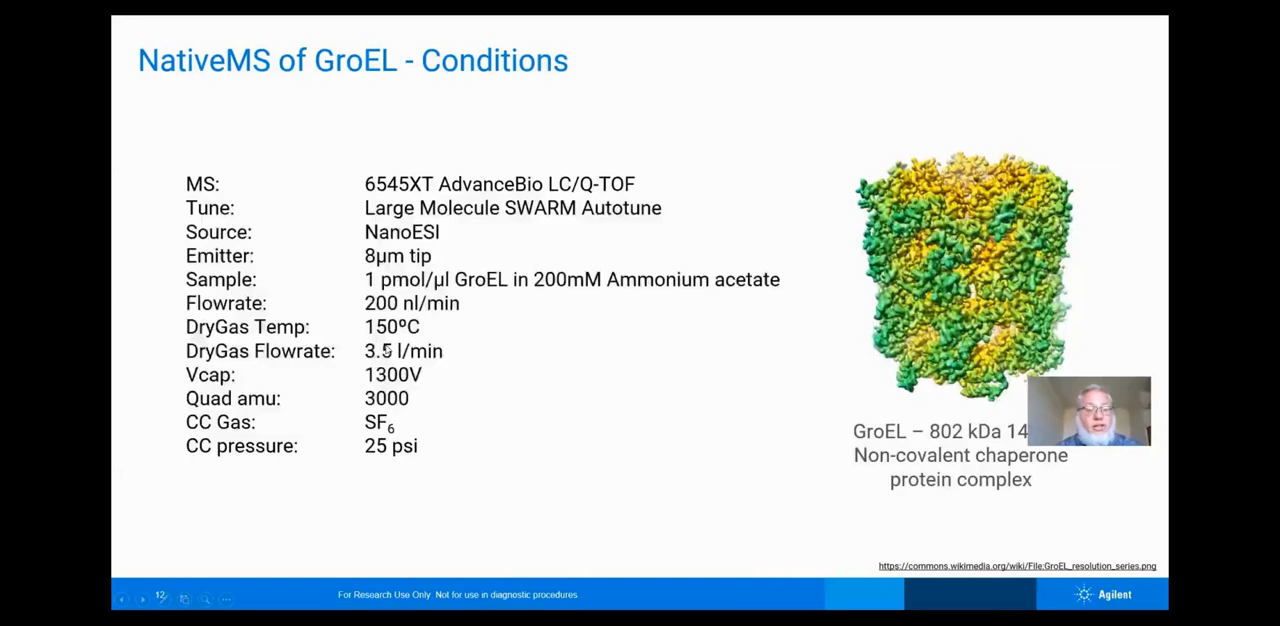 NativeMS of GroEL - Conditions
MS: 6545XT AdvanceBio LC/Q-TOF
Tune: Large Molecule SWARM Autotune
Source: NanoESI
Emitter: 8µm tip
Sample: 1 pmol/µl GroEL in 200mM Ammonium acetate
Flowrate: 200 nl/min
DryGas Temp: 150ºC
DryGas Flowrate: 3.5 l/min
Vcap: 1300V
Quad amu: 3000
CC Gas: SF₆
CC pressure: 25 psi
GroEL – 802 kDa 14
Non-covalent chaperone
protein complex
https://commons.wikimedia.org/wiki/File:GroEL_resolution_series.png
12
For Research Use Only. Not for use in diagnostic procedures.
Agilent